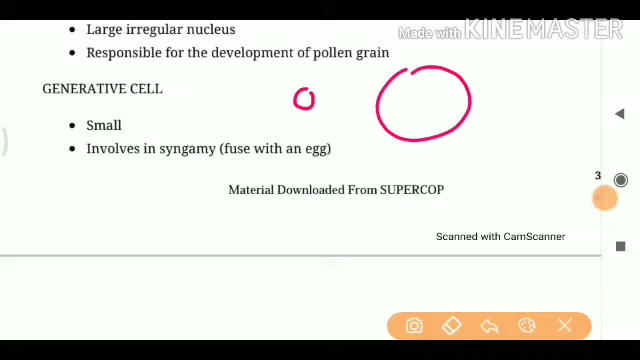 Large irregular nucleus
Made with KINEMASTER
Responsible for the development of pollen grain
GENERATIVE CELL
Small
Involves in syngamy (fuse with an egg)
3
Material Downloaded From SUPERCOP
Scanned with CamScanner